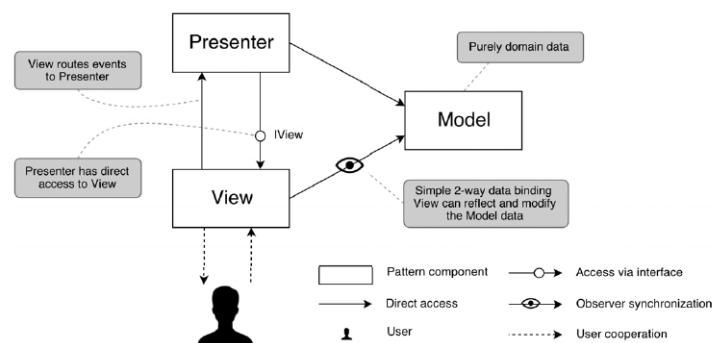 Presenter
Purely domain data
View routes events
to Presenter
Model
IView
Presenter has direct
access to View
View
Simple 2-way data binding
View can reflect and modify
the Model data
Pattern component
Access via interface
Direct access
Observer synchronization
User
User cooperation